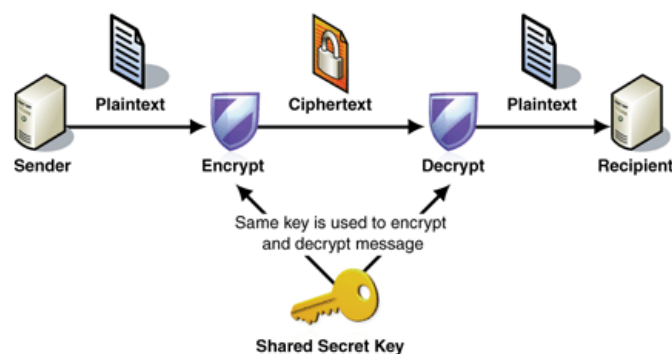 Plaintext
Ciphertext
Plaintext
Sender
Encrypt
Decrypt
Recipient
Same key is used to encrypt
and decrypt message
Shared Secret Key